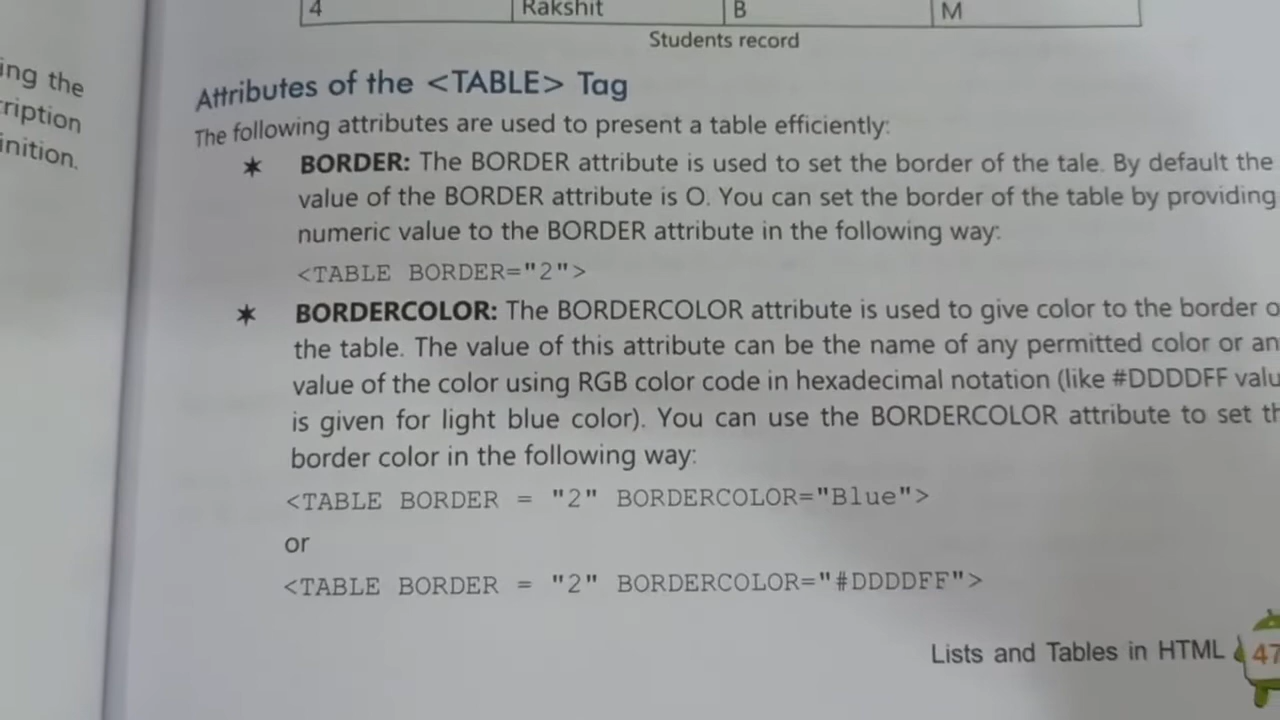 4 Rakshit B M
Students record
ing the
ription
inition.
Attributes of the <TABLE> Tag
The following attributes are used to present a table efficiently:
✶ BORDER: The BORDER attribute is used to set the border of the tale. By default the
value of the BORDER attribute is O. You can set the border of the table by providing
numeric value to the BORDER attribute in the following way:
<TABLE BORDER="2">
✶ BORDERCOLOR: The BORDERCOLOR attribute is used to give color to the border o
the table. The value of this attribute can be the name of any permitted color or an
value of the color using RGB color code in hexadecimal notation (like #DDDDFF valu
is given for light blue color). You can use the BORDERCOLOR attribute to set th
border color in the following way:
<TABLE BORDER = "2" BORDERCOLOR="Blue">
or
<TABLE BORDER = "2" BORDERCOLOR="#DDDDFF">
Lists and Tables in HTML 47